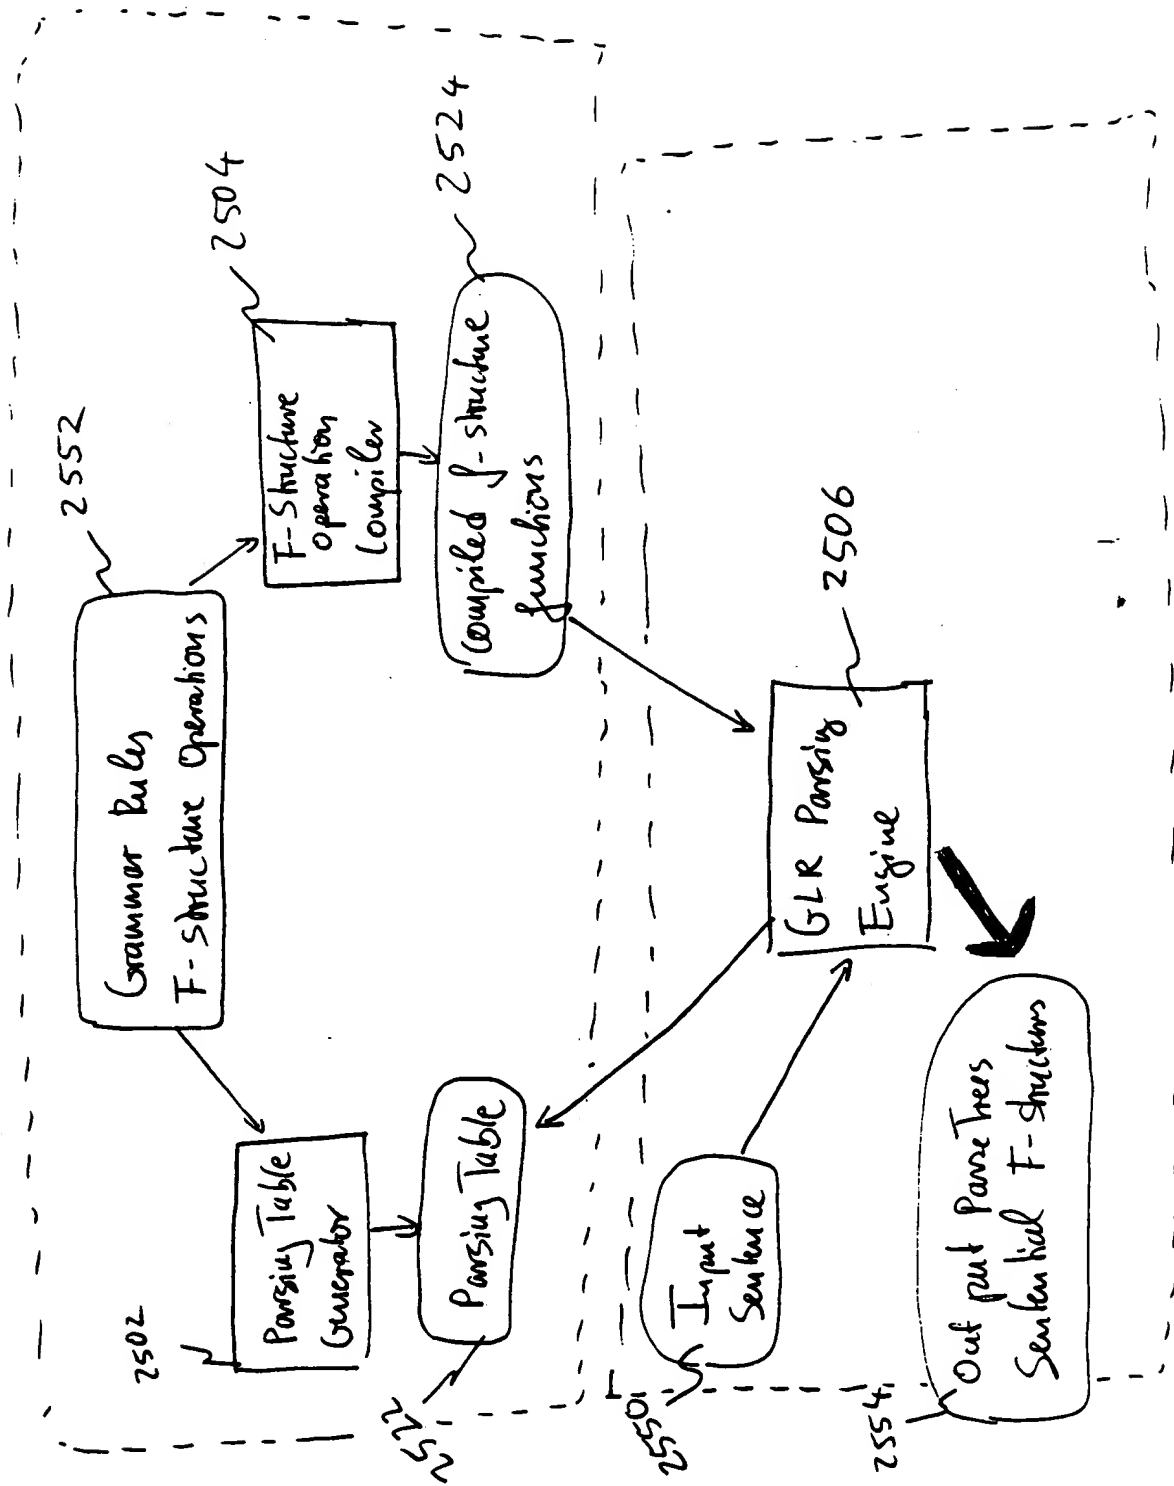 2552
Grammar Rules
F-structure Operations
2502
Parsing Table
Generator
2504
F-Structure
Operation
Compiler
2522
Parsing Table
2524
Compiled f-structure
functions
2550
Input
Sentence
2506
GLR Parsing
Engine
2554
Out put Parse Trees
Sentential F-structures